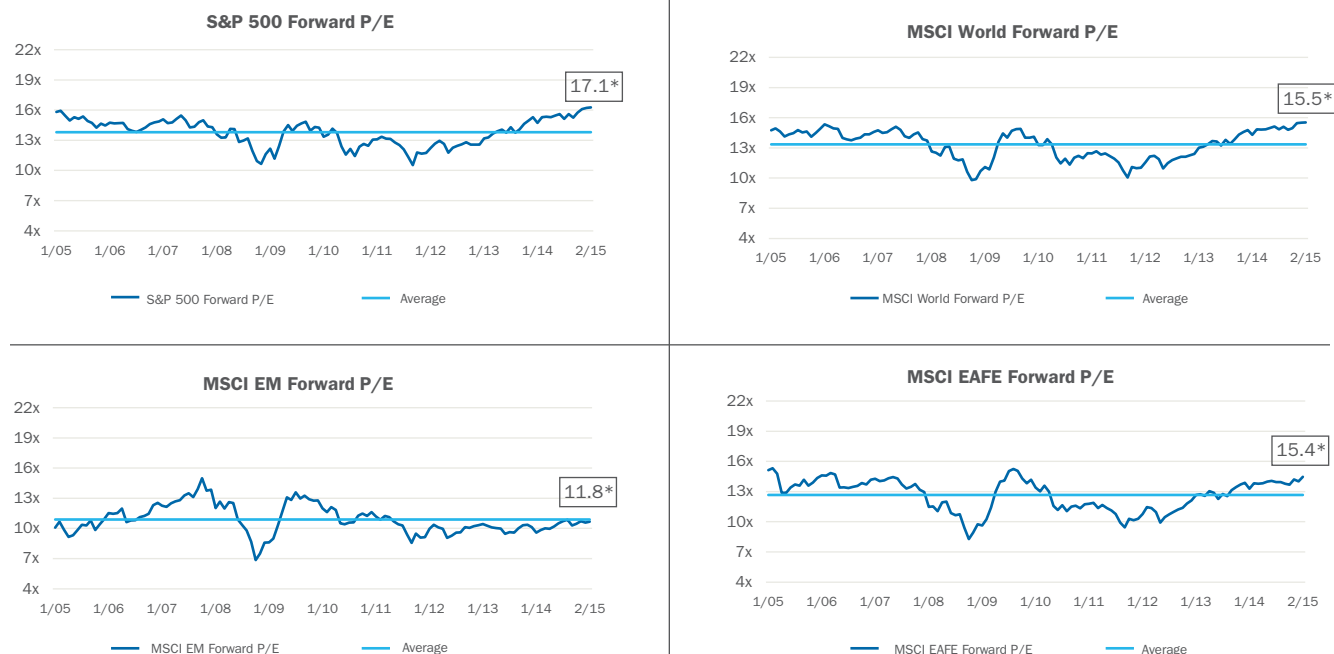 S&P 500 Forward P/E
22x
19x
17.1*
16x
13x
10x
7x
4x
1/05 1/06 1/07 1/08 1/09 1/10 1/11 1/12 1/13 1/14 2/15
S&P 500 Forward P/E Average
MSCI World Forward P/E
22x
19x
15.5*
16x
13x
10x
7x
4x
1/05 1/06 1/07 1/08 1/09 1/10 1/11 1/12 1/13 1/14 2/15
MSCI World Forward P/E Average
MSCI EM Forward P/E
22x
19x
16x
11.8*
13x
10x
7x
4x
1/05 1/06 1/07 1/08 1/09 1/10 1/11 1/12 1/13 1/14 2/15
MSCI EM Forward P/E Average
MSCI EAFE Forward P/E
22x
19x
15.4*
16x
13x
10x
7x
4x
1/05 1/06 1/07 1/08 1/09 1/10 1/11 1/12 1/13 1/14 2/15
MSCI EAFE Forward P/E Average